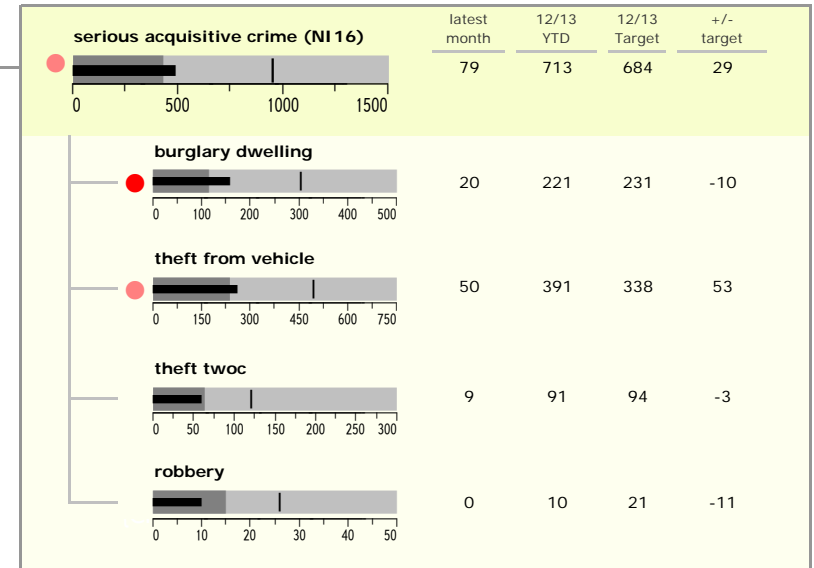 latest 12/13 12/13 +/-
serious acquisitive crime (NI16) month YTD Target target
79 713 684 29
0 500 1000 1500
burglary dwelling
20 221 231 -10
0 100 200 300 400 500
theft from vehicle
50 391 338 53
0 150 300 450 600 750
theft twoc
9 91 94 -3
0 50 100 150 200 250 300
robbery
0 10 21 -11
0 10 20 30 40 50